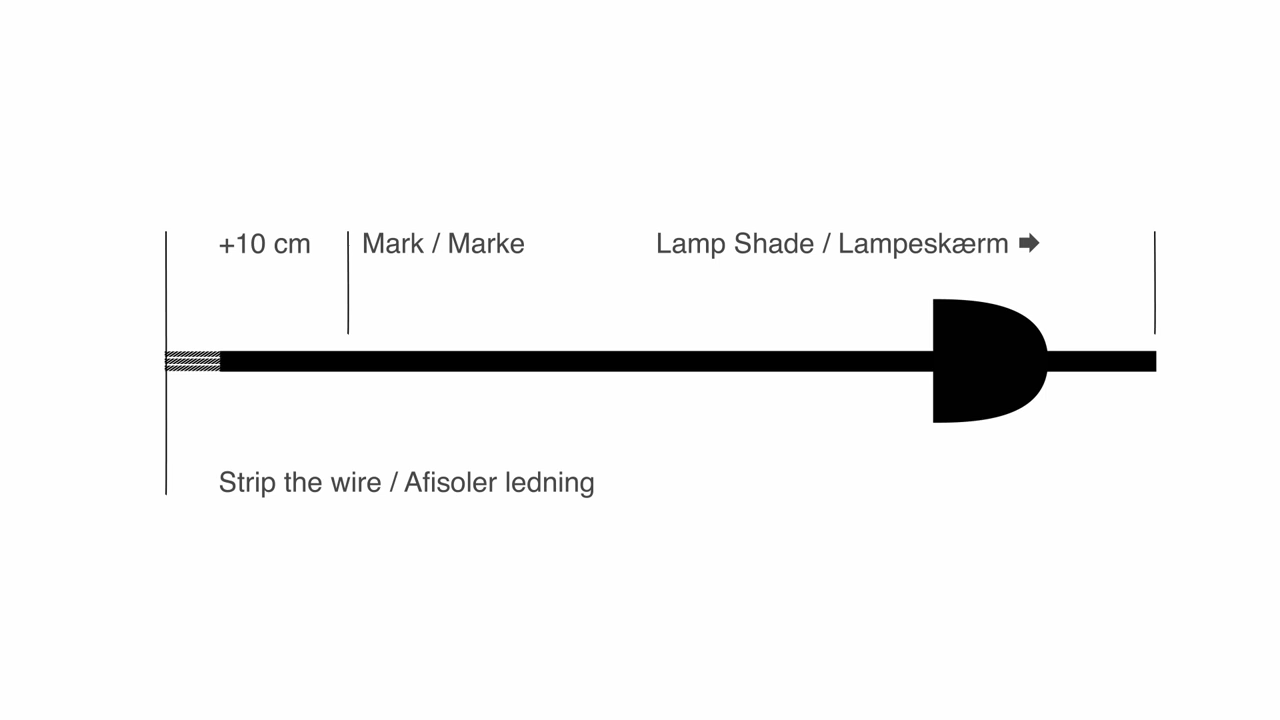 +10 cm
Mark / Marke
Lamp Shade / Lampeskærm
Strip the wire / Afisoler ledning